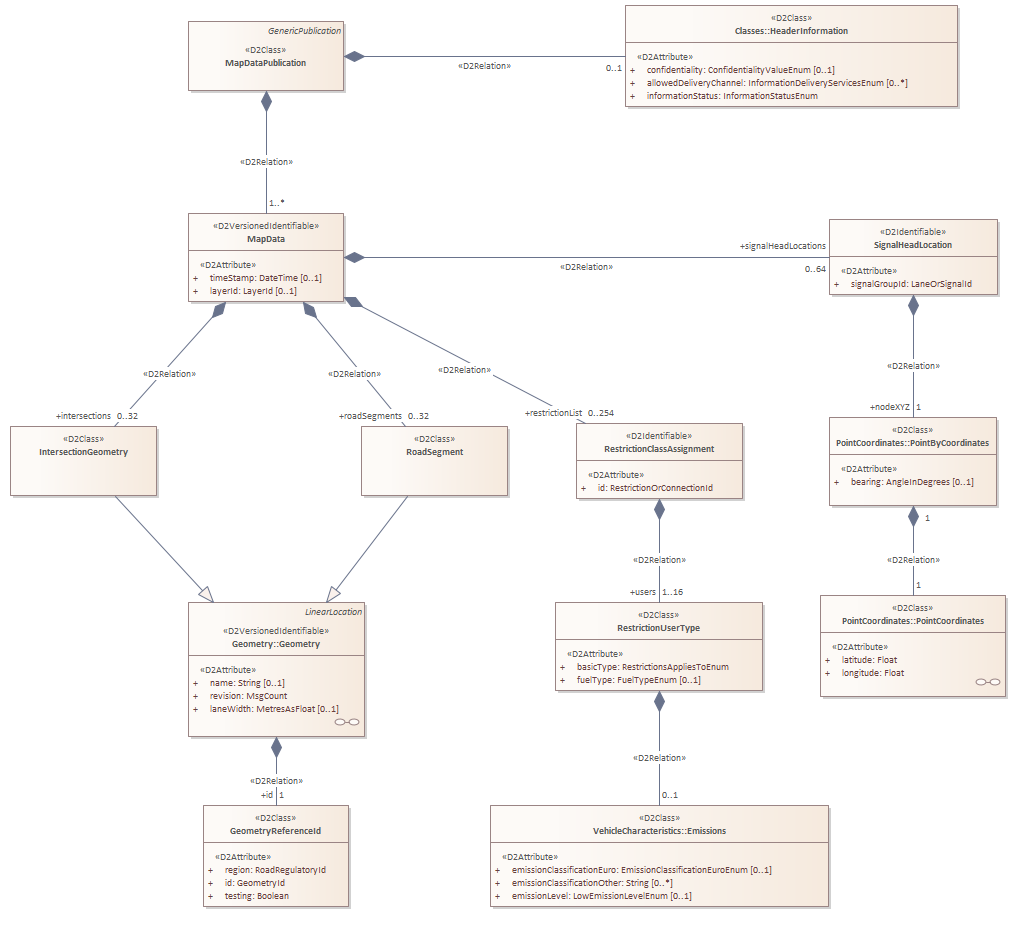 GenericPublication
«D2Class»
MapDataPublication
«D2Relation»
0..1
«D2Class»
Classes::HeaderInformation
«D2Attribute»
+ confidentiality: ConfidentialityValueEnum [0..1]
+ allowedDeliveryChannel: InformationDeliveryServicesEnum [0..*]
+ informationStatus: InformationStatusEnum
«D2Relation»
1..*
«D2VersionedIdentifiable»
MapData
«D2Attribute»
+ timeStamp: DateTime [0..1]
+ layerId: LayerId [0..1]
+signalHeadLocations
«D2Relation»
0..64
«D2Identifiable»
SignalHeadLocation
«D2Attribute»
+ signalGroupId: LaneOrSignalId
«D2Relation»
+intersections 0..32
«D2Relation»
+roadSegments 0..32
«D2Relation»
+restrictionList 0..254
«D2Relation»
+nodeXYZ 1
«D2Class»
IntersectionGeometry
«D2Class»
RoadSegment
«D2Identifiable»
RestrictionClassAssignment
«D2Attribute»
+ id: RestrictionOrConnectionId
«D2Class»
PointCoordinates::PointByCoordinates
«D2Attribute»
+ bearing: AngleInDegrees [0..1]
1
«D2Relation»
1
«D2Relation»
+users 1..16
LinearLocation
«D2VersionedIdentifiable»
Geometry::Geometry
«D2Attribute»
+ name: String [0..1]
+ revision: MsgCount
+ laneWidth: MetresAsFloat [0..1]
«D2Class»
RestrictionUserType
«D2Attribute»
+ basicType: RestrictionsAppliesToEnum
+ fuelType: FuelTypeEnum [0..1]
«D2Class»
PointCoordinates::PointCoordinates
«D2Attribute»
+ latitude: Float
+ longitude: Float
«D2Relation»
+id 1
«D2Relation»
0..1
«D2Class»
GeometryReferenceId
«D2Attribute»
+ region: RoadRegulatoryId
+ id: GeometryId
+ testing: Boolean
«D2Class»
VehicleCharacteristics::Emissions
«D2Attribute»
+ emissionClassificationEuro: EmissionClassificationEuroEnum [0..1]
+ emissionClassificationOther: String [0..*]
+ emissionLevel: LowEmissionLevelEnum [0..1]